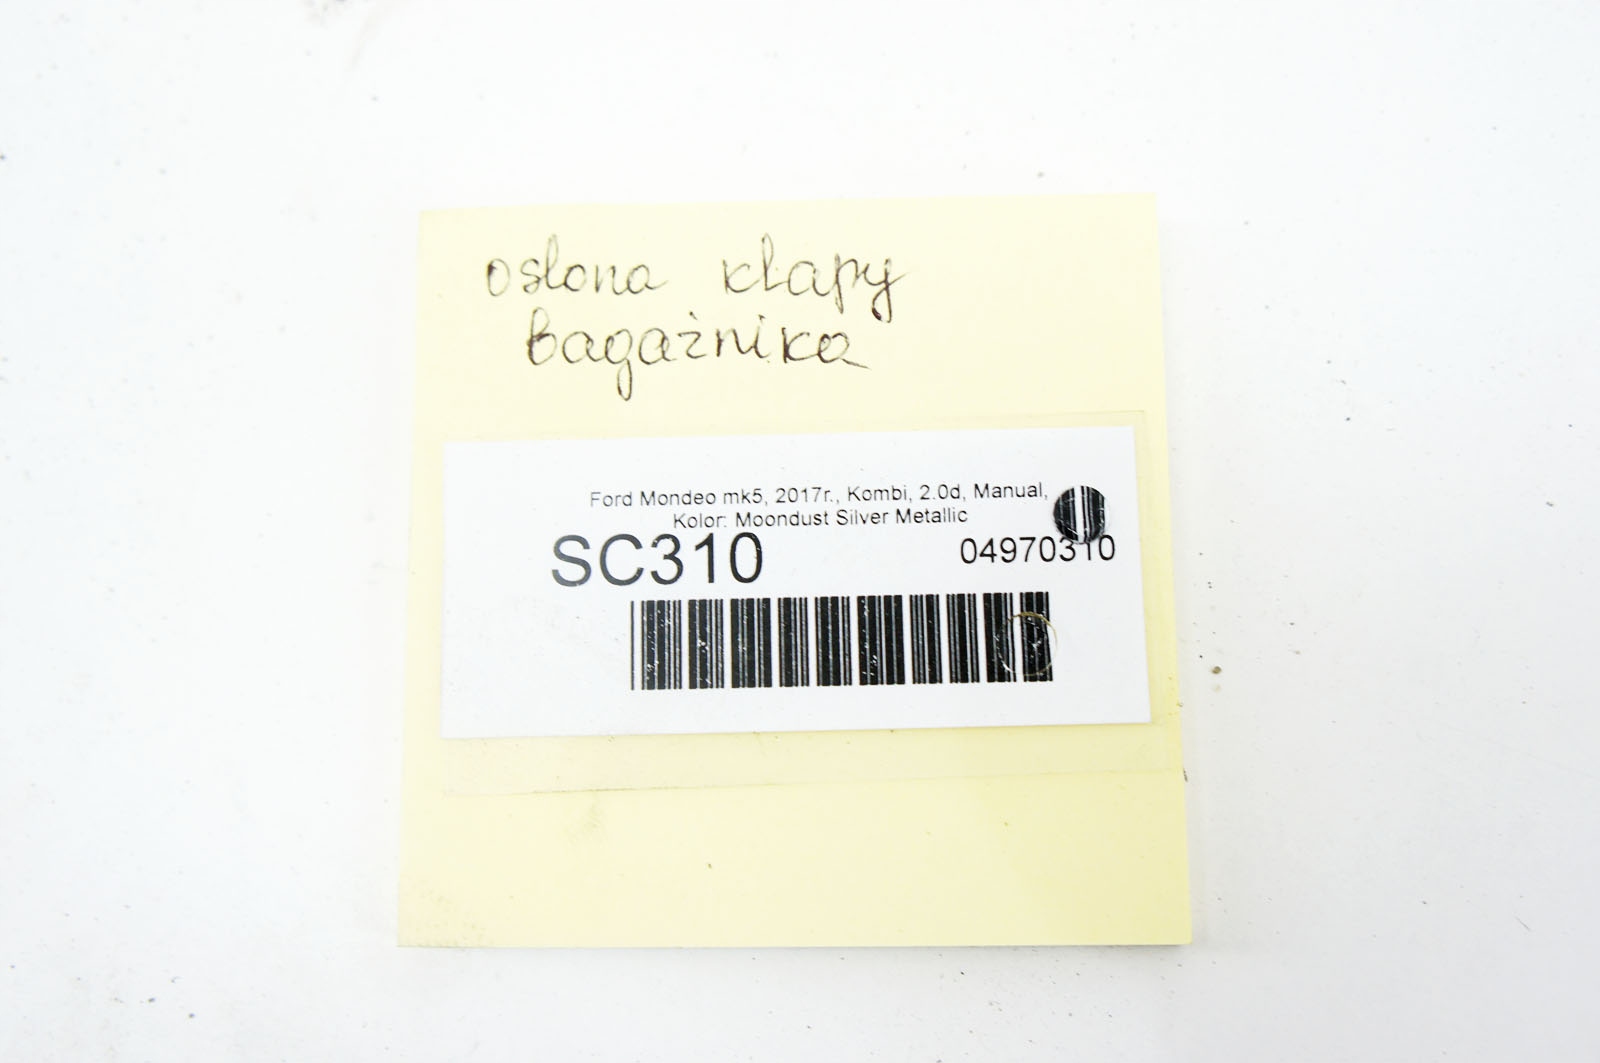 osłona klapy
bagażnika
Ford Mondeo mk5, 2017r., Kombi, 2.0d, Manual,
Kolor: Moondust Silver Metallic
SC310
04970310